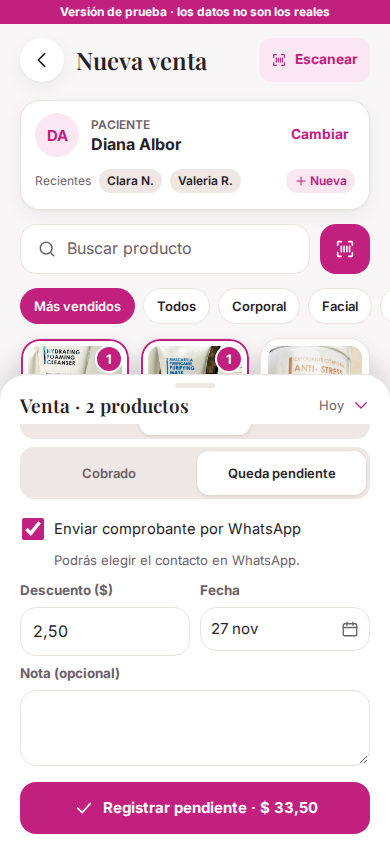 Versión de prueba · los datos no son los reales
Nueva venta
Escanear
DA
PACIENTE
Diana Albor
Cambiar
Recientes
Clara N.
Valeria R.
+ Nueva
Buscar producto
Más vendidos
Todos
Corporal
Facial
HYDRATING
FOAMING
CLEANSER
1
MASCARILLA
PURIFYING
MASK
1
ANTI-STRESS
Venta · 2 productos
Hoy
Cobrado
Queda pendiente
Enviar comprobante por WhatsApp
Podrás elegir el contacto en WhatsApp.
Descuento ($)
Fecha
2,50
27 nov
Nota (opcional)
Registrar pendiente · $ 33,50